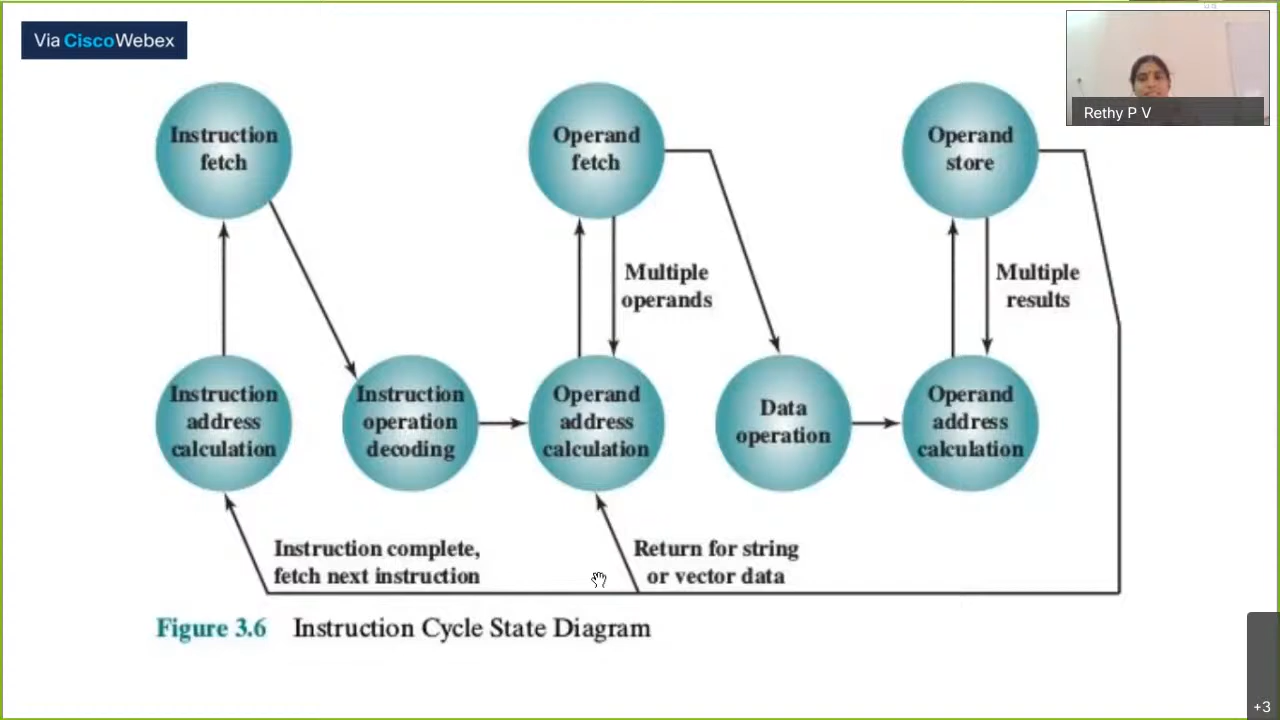 Via CiscoWebex
Rethy P V
Instruction
fetch
Operand
fetch
Operand
store
Multiple
operands
Multiple
results
Instruction
address
calculation
Instruction
operation
decoding
Operand
address
calculation
Data
operation
Operand
address
calculation
Instruction complete,
fetch next instruction
Return for string
or vector data
Figure 3.6 Instruction Cycle State Diagram
+3